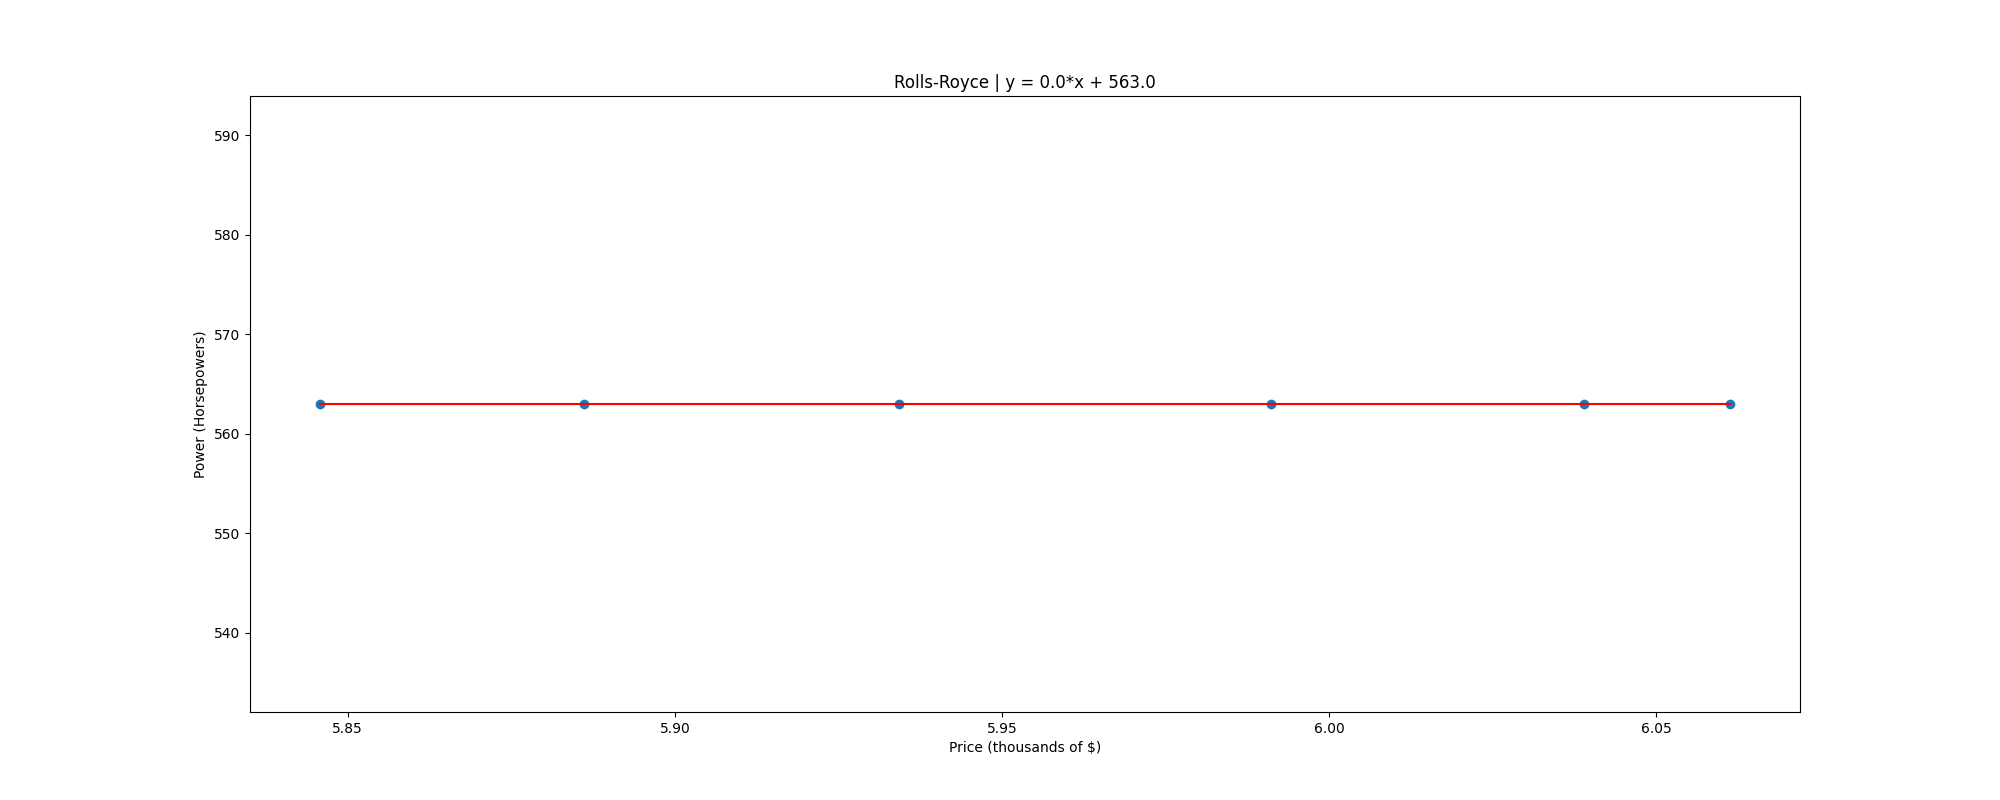 Rolls-Royce | y = 0.0*x + 563.0
590
580
570
560
550
540
Power (Horsepowers)
5.85 5.90 5.95 6.00 6.05
Price (thousands of $)